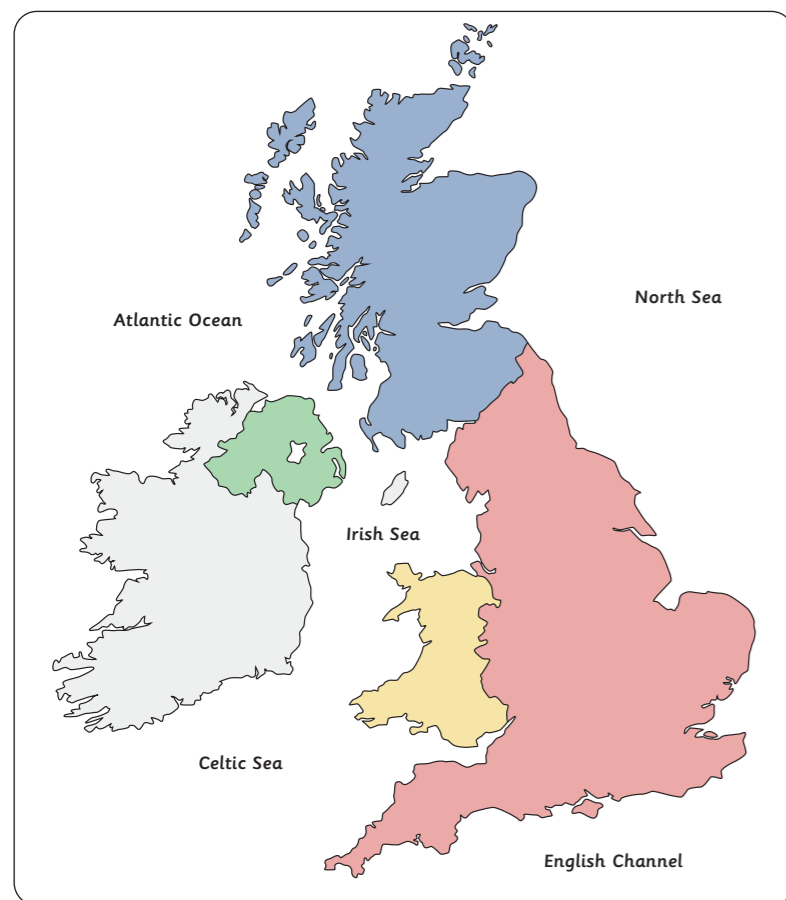 North Sea
Atlantic Ocean
Irish Sea
Celtic Sea
English Channel